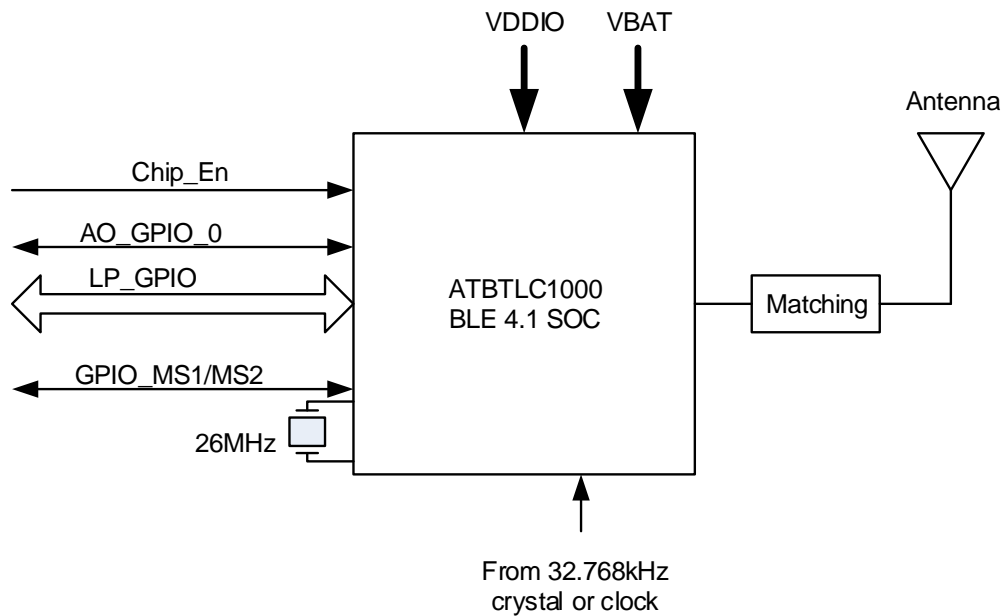 VDDIO
VBAT
Antenna
Chip_En
AO_GPIO_0
LP_GPIO
ATBTLC1000
BLE 4.1 SOC
Matching
GPIO_MS1/MS2
26MHz
From 32.768kHz
crystal or clock